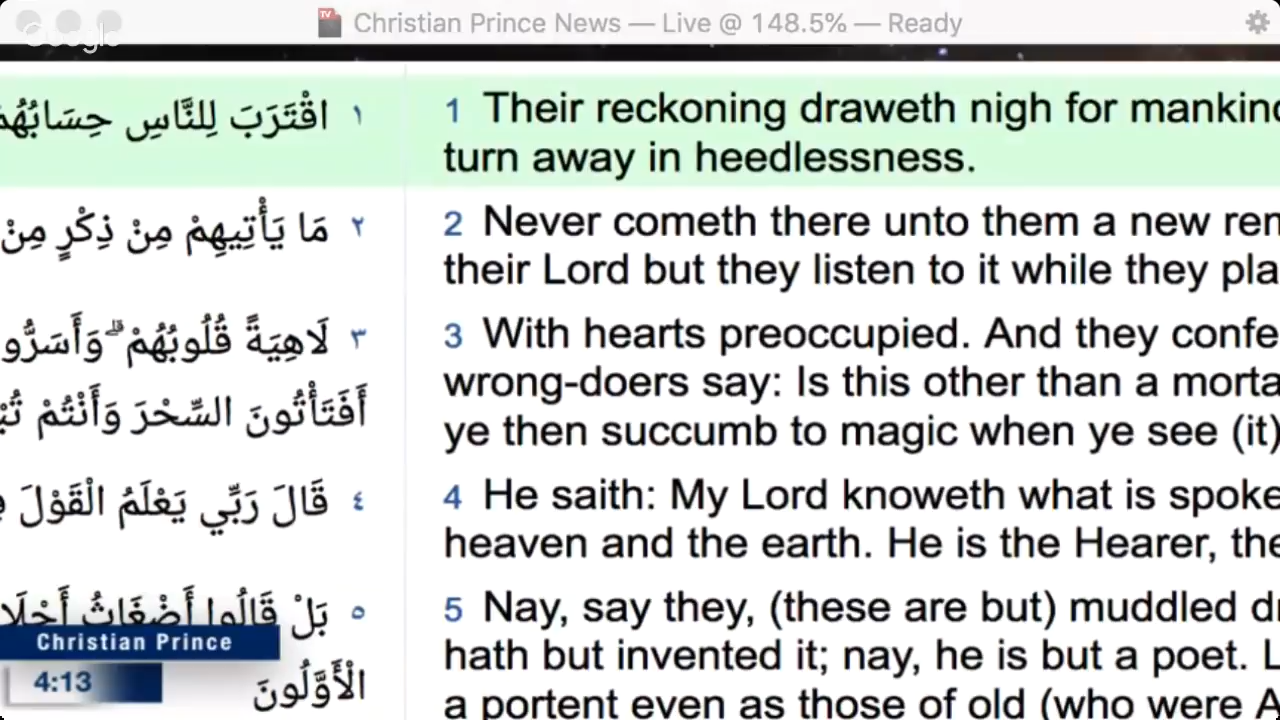 Google
Christian Prince News — Live @ 148.5% — Ready
١ اقْتَرَبَ لِلنَّاسِ
1 Their reckoning draweth nigh for
turn away in heedlessness.
٢ مَا يَأْتِيهِمْ مِنْ ذِكْرٍ مِنْ
2 Never cometh there unto them a new
their Lord but they listen to it while they
٣ لَاهِيَةً قُلُوبُهُمْ ۗ
3 With hearts preoccupied. And they
أَفَتَأْتُونَ السِّحْرَ وَأَنْتُمْ
wrong-doers say: Is this other than a
ye then succumb to magic when ye see (it)
٤ قَالَ رَبِّي يَعْلَمُ الْقَوْلَ
4 He saith: My Lord knoweth what is
heaven and the earth. He is the Hearer,
٥ بَلْ قَالُوا أَضْغَاثُ
5 Nay, say they, (these are but) muddled
hath but invented it; nay, he is but a poet.
الْأَوَّلُونَ
a portent even as those of old (who were
Christian Prince
4:13